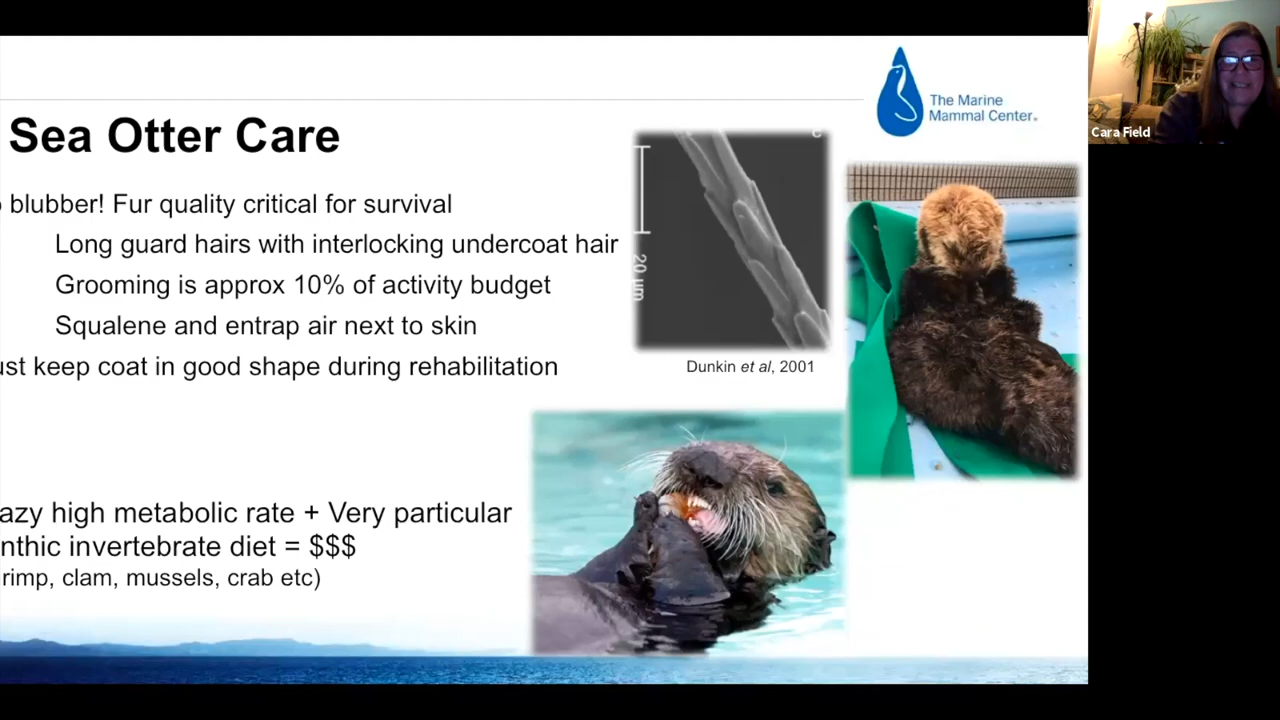 Sea Otter Care
o blubber! Fur quality critical for survival
Long guard hairs with interlocking undercoat hair
Grooming is approx 10% of activity budget
Squalene and entrap air next to skin
ust keep coat in good shape during rehabilitation
azy high metabolic rate + Very particular
nthic invertebrate diet = $$$
rimp, clam, mussels, crab etc)
C
20 µm
Dunkin et al, 2001
The Marine
Mammal Center®
Cara Field